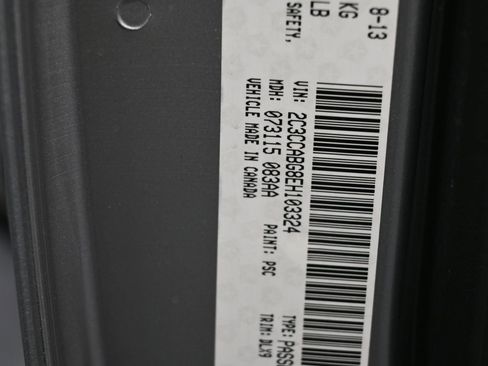 8-13
KG
LB
SAFETY,
VIN: 2C3CCABG8EH103324 TYPE: PASS
MDH: 073115 083AA PAINT: PSC TRIM: DLX9
VEHICLE MADE IN CANADA